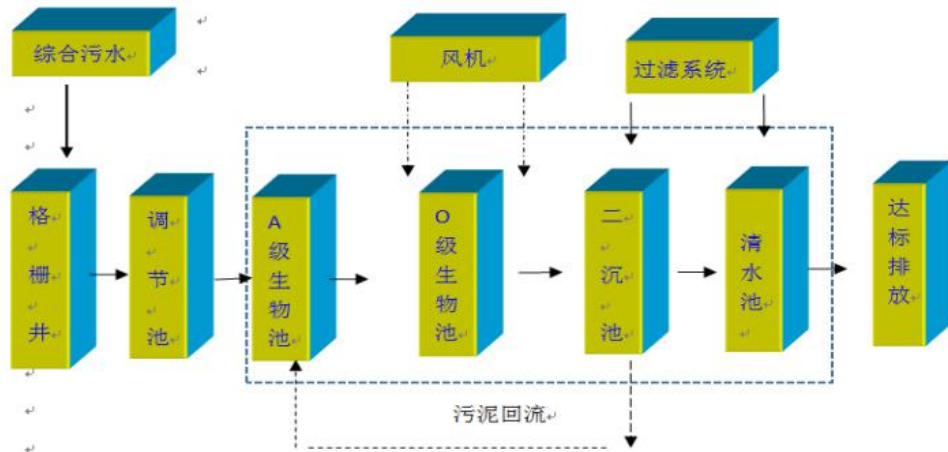 综合污水
风机
过滤系统
格栅井
调节池
A级生物池
O级生物池
二沉池
清水池
达标排放
污泥回流